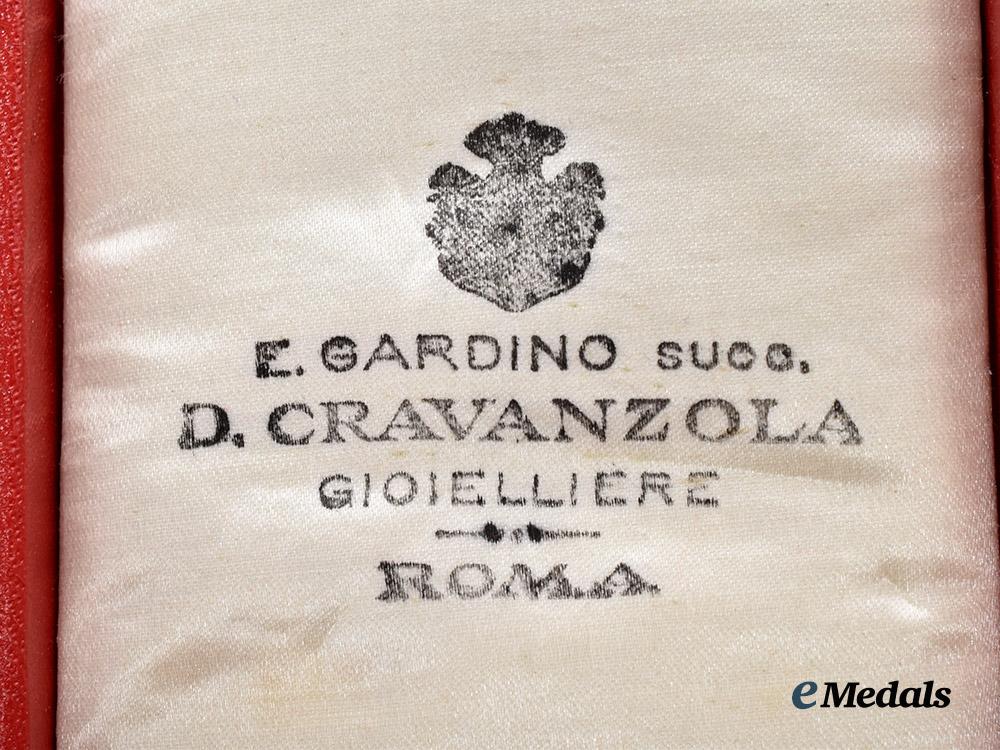 E. GARDINO SUCC.
D. CRAVANZOLA
GIOIELLIERE
ROMA
eMedals